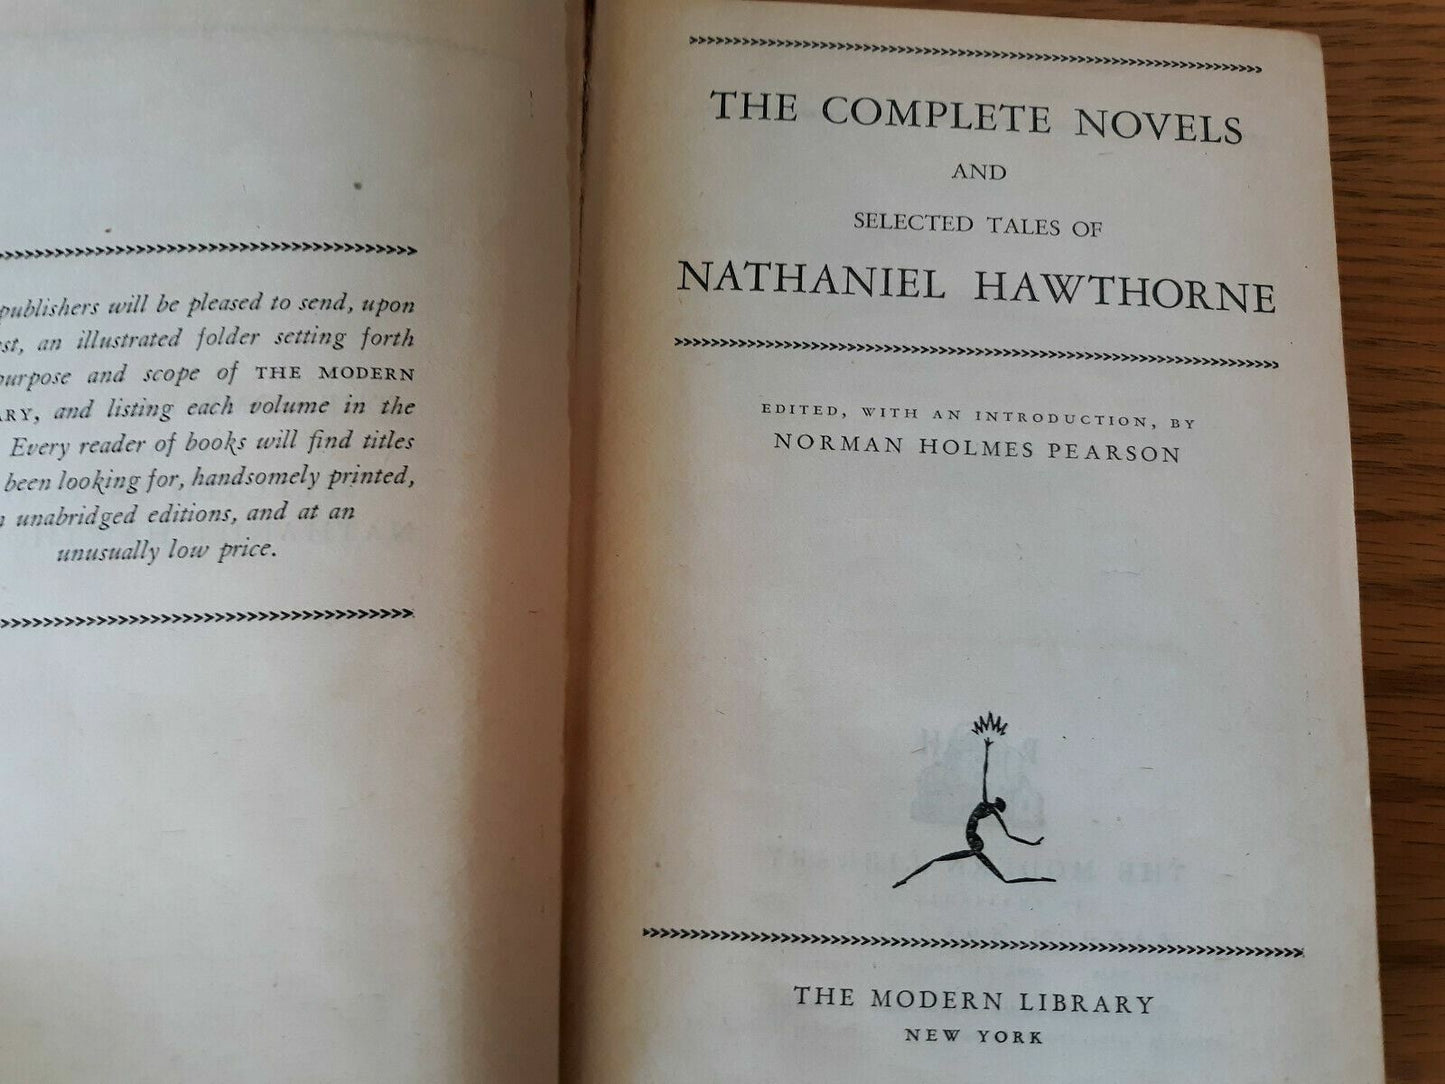 publishers will be pleased to send, upon
an illustrated folder setting forth
purpose and scope of THE MODERN
and listing each volume in the
Every reader of books will find titles
been looking for, handsomely printed,
unabridged editions, and at an
unusually low price.
THE COMPLETE NOVELS
AND
SELECTED TALES OF
NATHANIEL HAWTHORNE
EDITED, WITH AN INTRODUCTION, BY
NORMAN HOLMES PEARSON
THE MODERN LIBRARY
NEW YORK